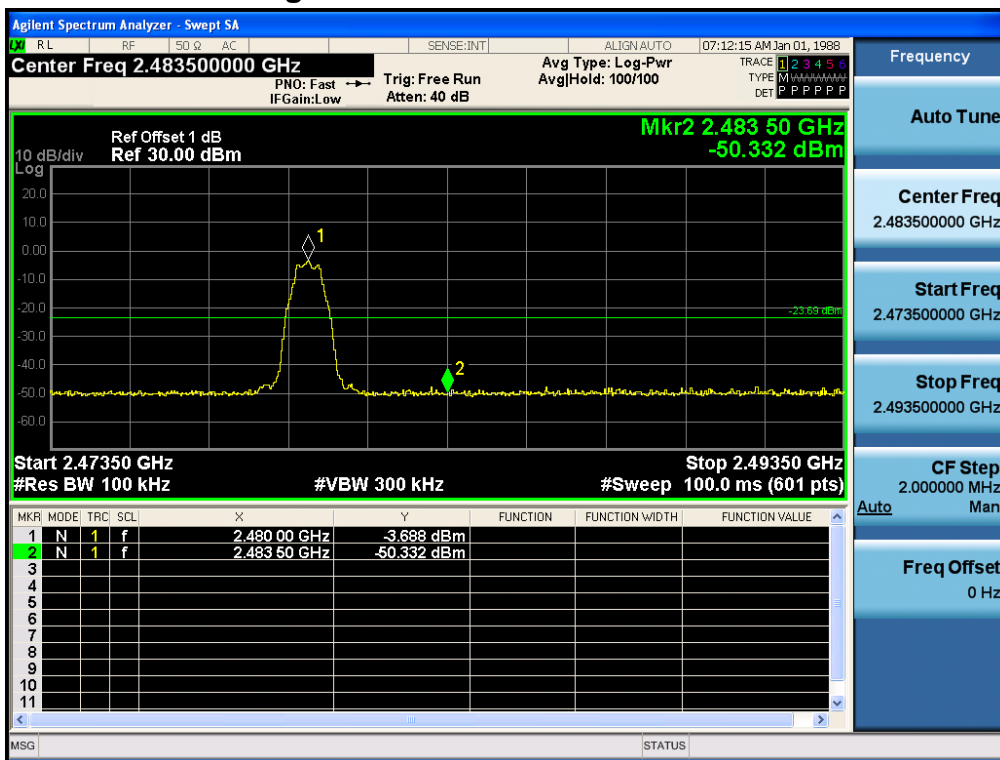 Agilent Spectrum Analyzer - Swept SA
LXI RL RF 50 Ω AC SENSE:INT ALIGN AUTO 07:12:15 AM Jan 01, 1988
Center Freq 2.483500000 GHz
PNO: Fast
IFGain:Low
Trig: Free Run
Atten: 40 dB
Avg Type: Log-Pwr
Avg|Hold: 100/100
TRACE 1 2 3 4 5 6
TYPE M WWWWW
DET P P P P P P
Mkr2 2.483 50 GHz
-50.332 dBm
Ref Offset 1 dB
10 dB/div Ref 30.00 dBm
Log
20.0
10.0
0.00
-10.0
-20.0
-30.0
-40.0
-50.0
-60.0
1
2
-23.69 dBm
Start 2.47350 GHz Stop 2.49350 GHz
#Res BW 100 kHz #VBW 300 kHz #Sweep 100.0 ms (601 pts)
MKR MODE TRC SCL X Y FUNCTION FUNCTION WIDTH FUNCTION VALUE
1 N 1 f 2.480 00 GHz -3.688 dBm
2 N 1 f 2.483 50 GHz -50.332 dBm
3
4
5
6
7
8
9
10
11
MSG STATUS
Frequency
Auto Tune
Center Freq
2.483500000 GHz
Start Freq
2.473500000 GHz
Stop Freq
2.493500000 GHz
CF Step
2.000000 MHz
Auto Man
Freq Offset
0 Hz